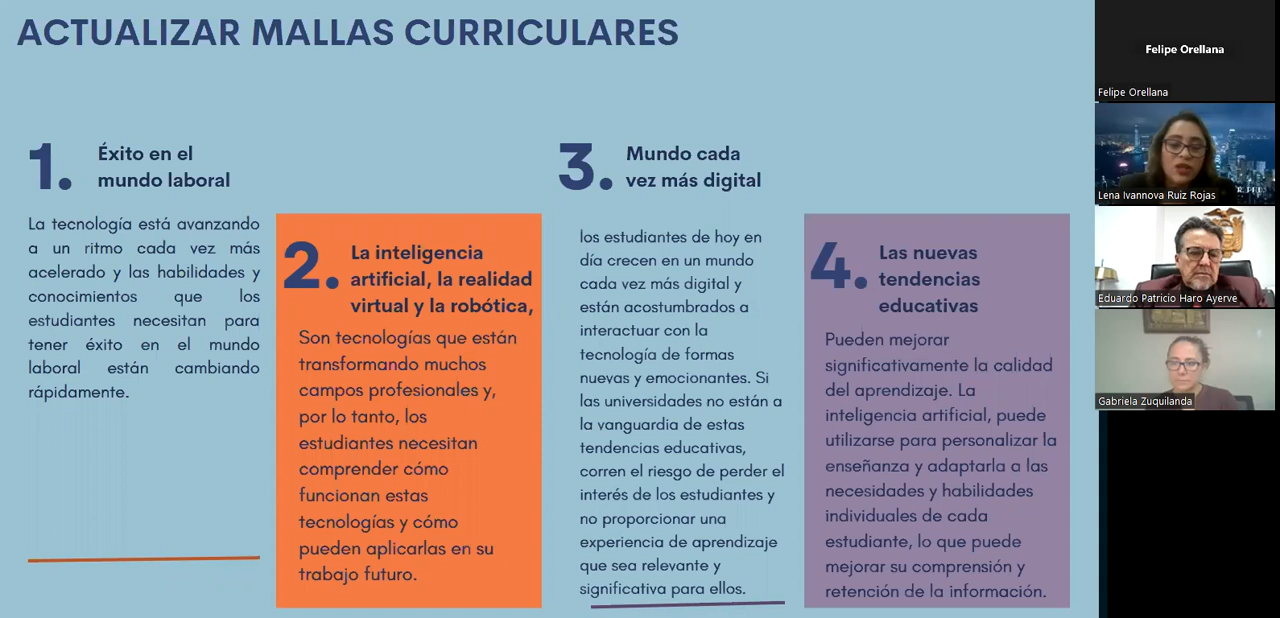 ACTUALIZAR MALLAS CURRICULARES
1.
Éxito en el
mundo laboral
La tecnología está avanzando
a un ritmo cada vez más
acelerado y las habilidades y
conocimientos que los
estudiantes necesitan para
tener éxito en el mundo
laboral están cambiando
rápidamente.
2.
La inteligencia
artificial, la realidad
virtual y la robótica,
Son tecnologías que están
transformando muchos
campos profesionales y,
por lo tanto, los
estudiantes necesitan
comprender cómo
funcionan estas
tecnologías y cómo
pueden aplicarlas en su
trabajo futuro.
3.
Mundo cada
vez más digital
los estudiantes de hoy en
día crecen en un mundo
cada vez más digital y
están acostumbrados a
interactuar con la
tecnología de formas
nuevas y emocionantes. Si
las universidades no están a
la vanguardia de estas
tendencias educativas,
corren el riesgo de perder el
interés de los estudiantes y
no proporcionar una
experiencia de aprendizaje
que sea relevante y
significativa para ellos.
4.
Las nuevas
tendencias
educativas
Pueden mejorar
significativamente la calidad
del aprendizaje. La
inteligencia artificial, puede
utilizarse para personalizar la
enseñanza y adaptarla a las
necesidades y habilidades
individuales de cada
estudiante, lo que puede
mejorar su comprensión y
retención de la información.
Felipe Orellana
Felipe Orellana
Lena Ivannova Ruiz Rojas
Eduardo Patricio Haro Ayerve
Gabriela Zuquilanda